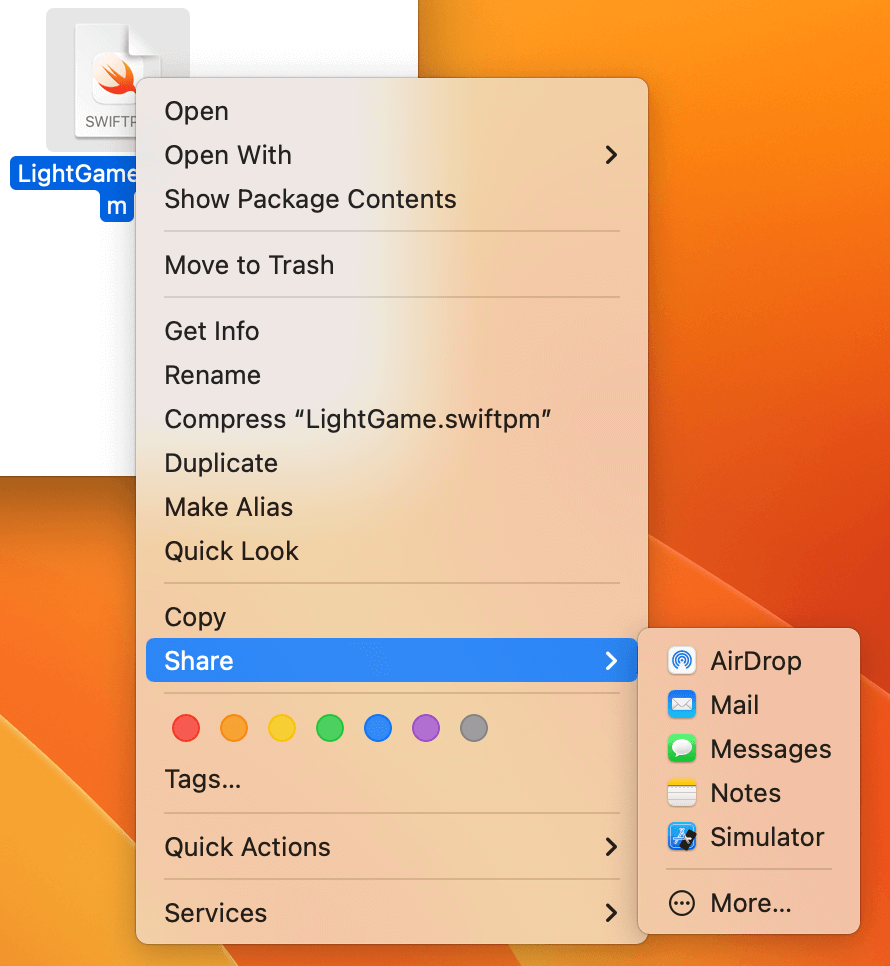 SWIFTP
LightGame
m
Open
Open With
Show Package Contents
Move to Trash
Get Info
Rename
Compress “LightGame.swiftpm”
Duplicate
Make Alias
Quick Look
Copy
Share
AirDrop
Mail
Messages
Notes
Simulator
More...
Tags...
Quick Actions
Services